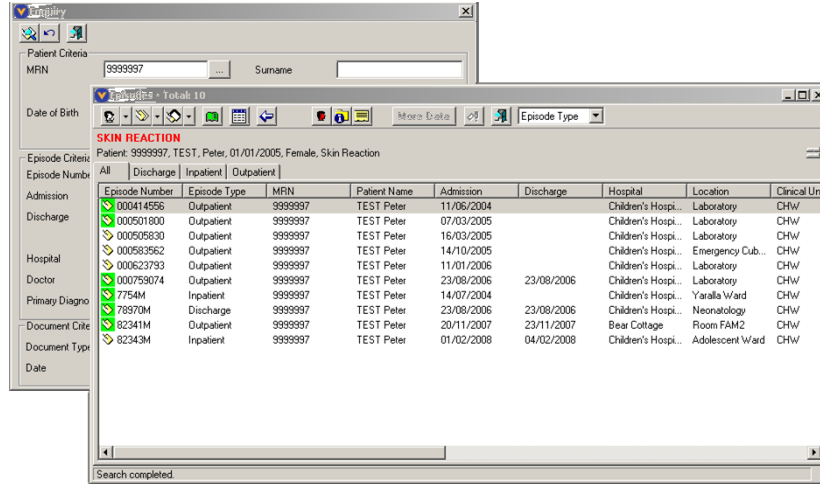 Enquiry
Patient Criteria
MRN 9999997 ... Surname
Date of Birth
Episode Criteria
Episode Numbe
Admission
Discharge
Hospital
Doctor
Primary Diagno
Document Crite
Document Type
Date
Episodes - Total: 10
More Data Episode Type
SKIN REACTION
Patient: 9999997, TEST, Peter, 01/01/2005, Female, Skin Reaction
All Discharge Inpatient Outpatient
Episode Number Episode Type MRN Patient Name Admission Discharge Hospital Location Clinical Un
000414556 Outpatient 9999997 TEST Peter 11/06/2004 Children's Hospi... Laboratory CHW
000501800 Outpatient 9999997 TEST Peter 07/03/2005 Children's Hospi... Laboratory CHW
000505830 Outpatient 9999997 TEST Peter 16/03/2005 Children's Hospi... Laboratory CHW
000583562 Outpatient 9999997 TEST Peter 14/10/2005 Children's Hospi... Emergency Cub... CHW
000623793 Outpatient 9999997 TEST Peter 11/01/2006 Children's Hospi... Laboratory CHW
000759074 Outpatient 9999997 TEST Peter 23/08/2006 23/08/2006 Children's Hospi... Laboratory CHW
7754M Inpatient 9999997 TEST Peter 14/07/2004 Children's Hospi... Yaralla Ward CHW
78970M Discharge 9999997 TEST Peter 23/08/2006 23/08/2006 Children's Hospi... Neonatology CHW
82341M Outpatient 9999997 TEST Peter 20/11/2007 23/11/2007 Bear Cottage Room FAM2 CHW
82343M Inpatient 9999997 TEST Peter 01/02/2008 04/02/2008 Children's Hospi... Adolescent Ward CHW
Search completed.